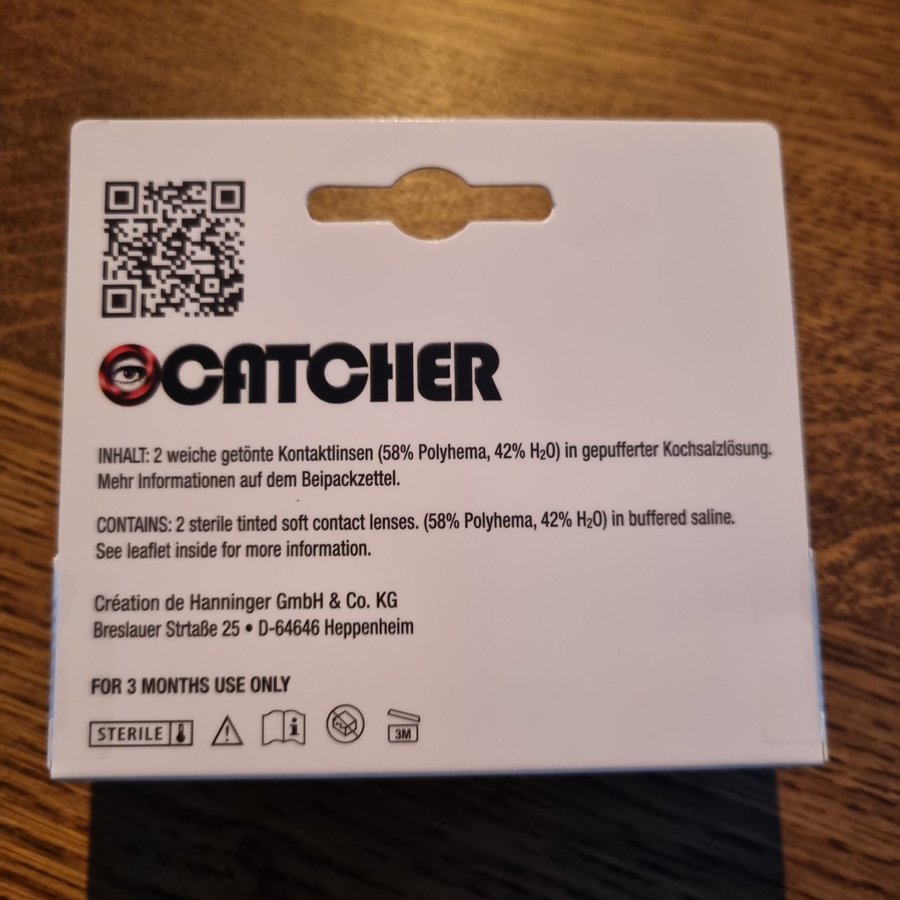 CATCHER
INHALT: 2 weiche getönte Kontaktlinsen (58% Polyhema, 42% H₂O) in gepufferter Kochsalzlösung.
Mehr Informationen auf dem Beipackzettel.
CONTAINS: 2 sterile tinted soft contact lenses. (58% Polyhema, 42% H₂O) in buffered saline.
See leaflet inside for more information.
Création de Hanninger GmbH & Co. KG
Breslauer Strtaße 25 • D-64646 Heppenheim
FOR 3 MONTHS USE ONLY
STERILE
3M